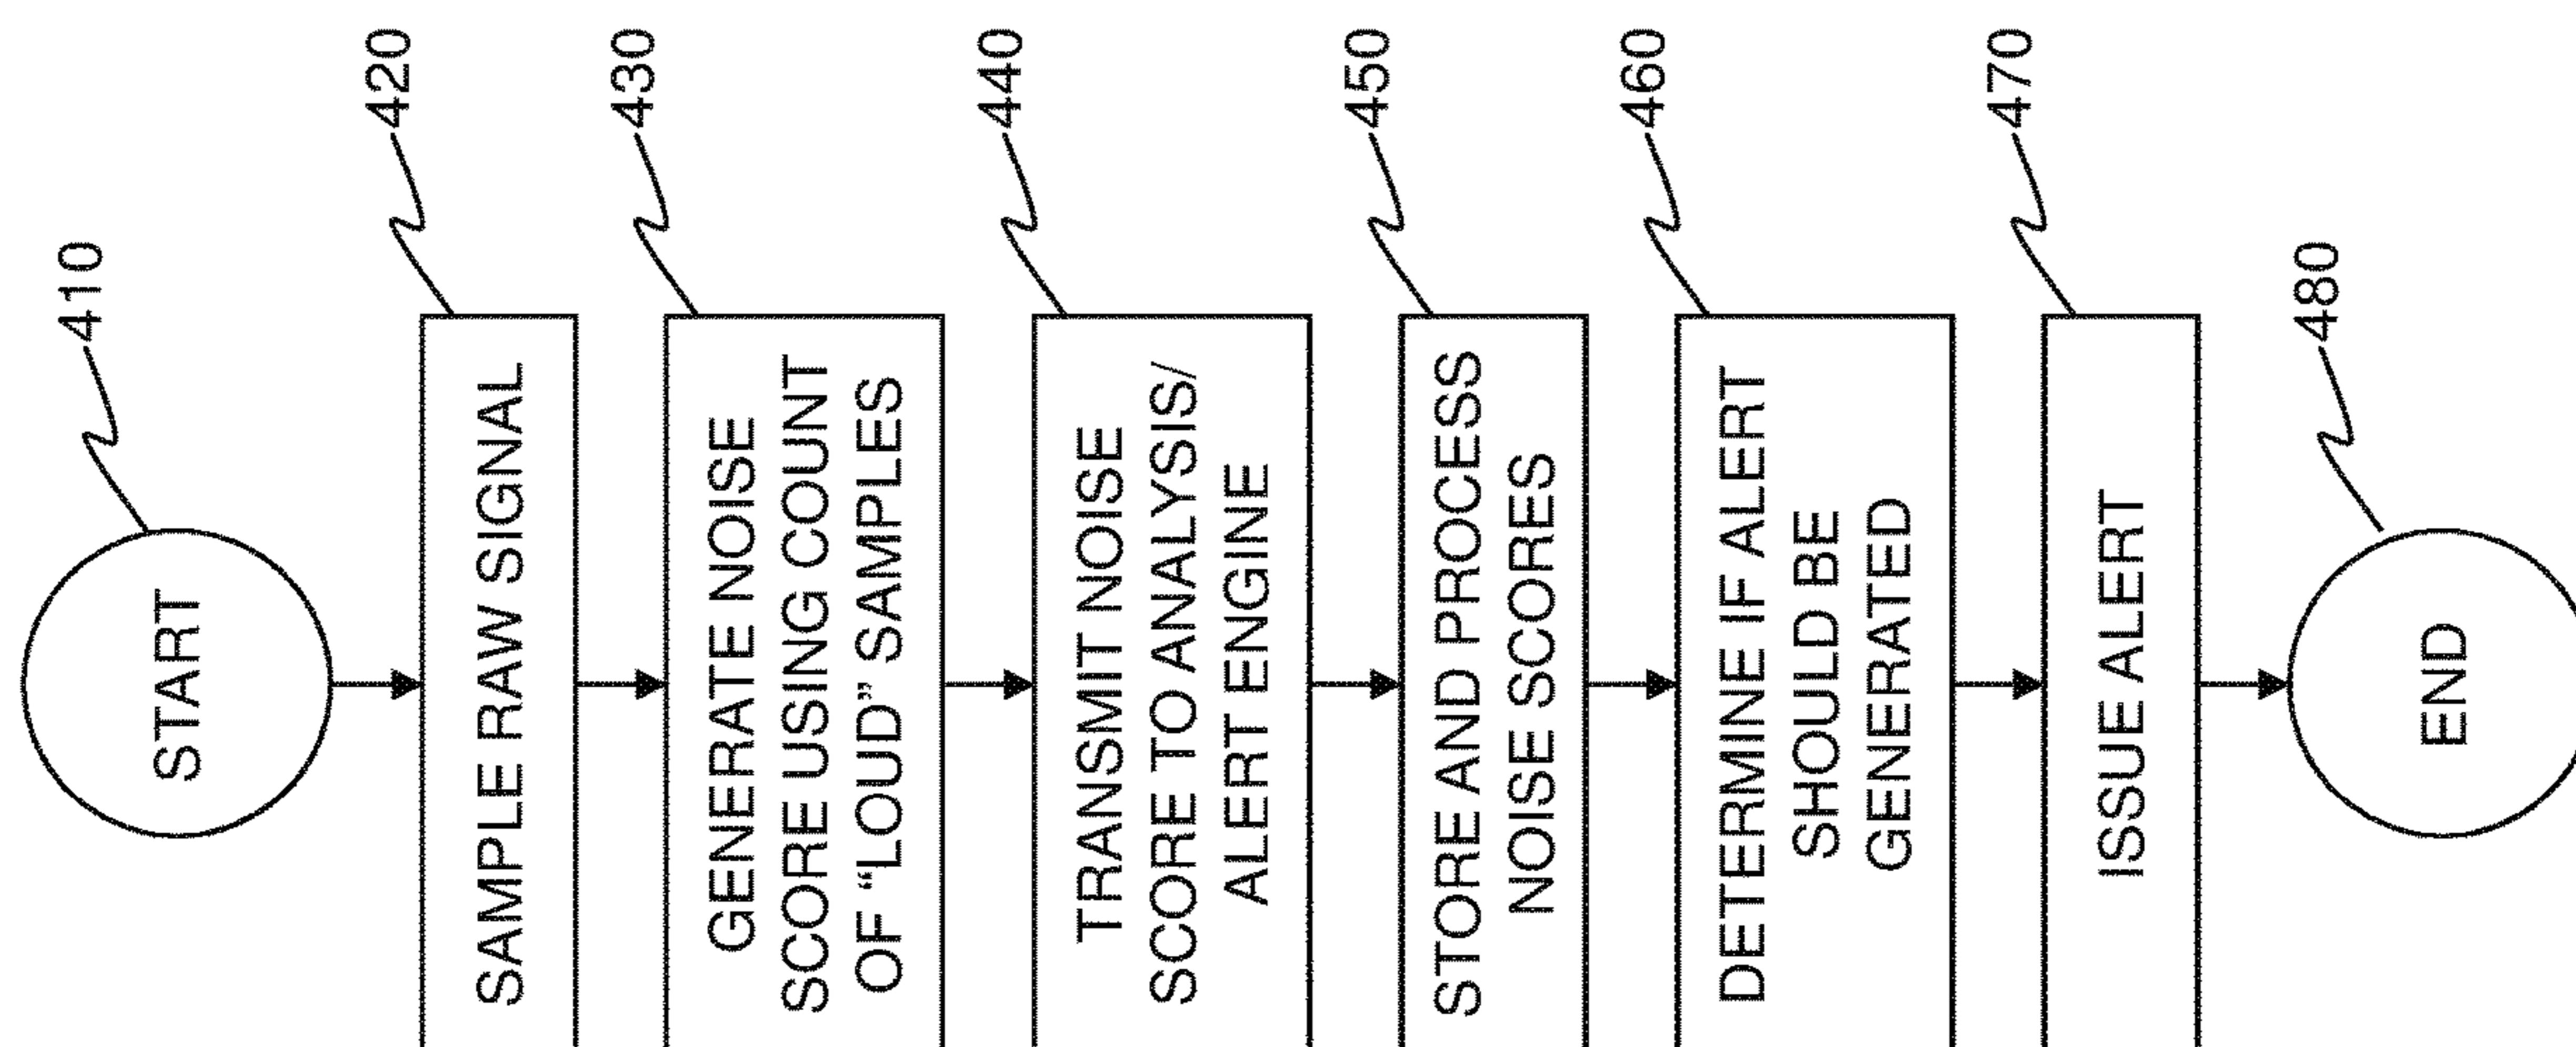 START
410
SAMPLE RAW SIGNAL
420
GENERATE NOISE
SCORE USING COUNT
OF “LOUD” SAMPLES
430
TRANSMIT NOISE
SCORE TO ANALYSIS/
ALERT ENGINE
440
STORE AND PROCESS
NOISE SCORES
450
DETERMINE IF ALERT
SHOULD BE
GENERATED
460
ISSUE ALERT
470
END
480